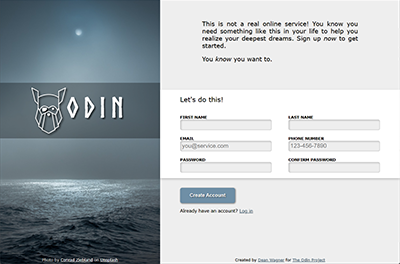 This is not a real online service! You know you
need something like this in your life to help you
realize your deepest dreams. Sign up now to get
started.
You know you want to.
ODIN
Let's do this!
FIRST NAME
LAST NAME
EMAIL
PHONE NUMBER
you@service.com
123-456-7890
PASSWORD
CONFIRM PASSWORD
Create Account
Already have an account? Log in
Photo by Conrad Ziebland on Unsplash
Created by Dean Wagner for The Odin Project